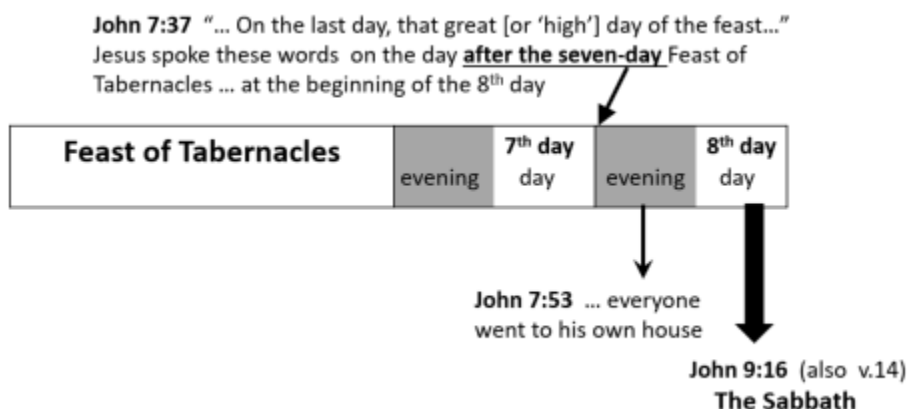 John 7:37 “... On the last day, that great [or ‘high’] day of the feast...”
Jesus spoke these words on the day after the seven-day Feast of
Tabernacles ... at the beginning of the 8th day
Feast of Tabernacles
evening
7th day
day
evening
8th day
day
John 7:53 ... everyone
went to his own house
John 9:16 (also v.14)
The Sabbath